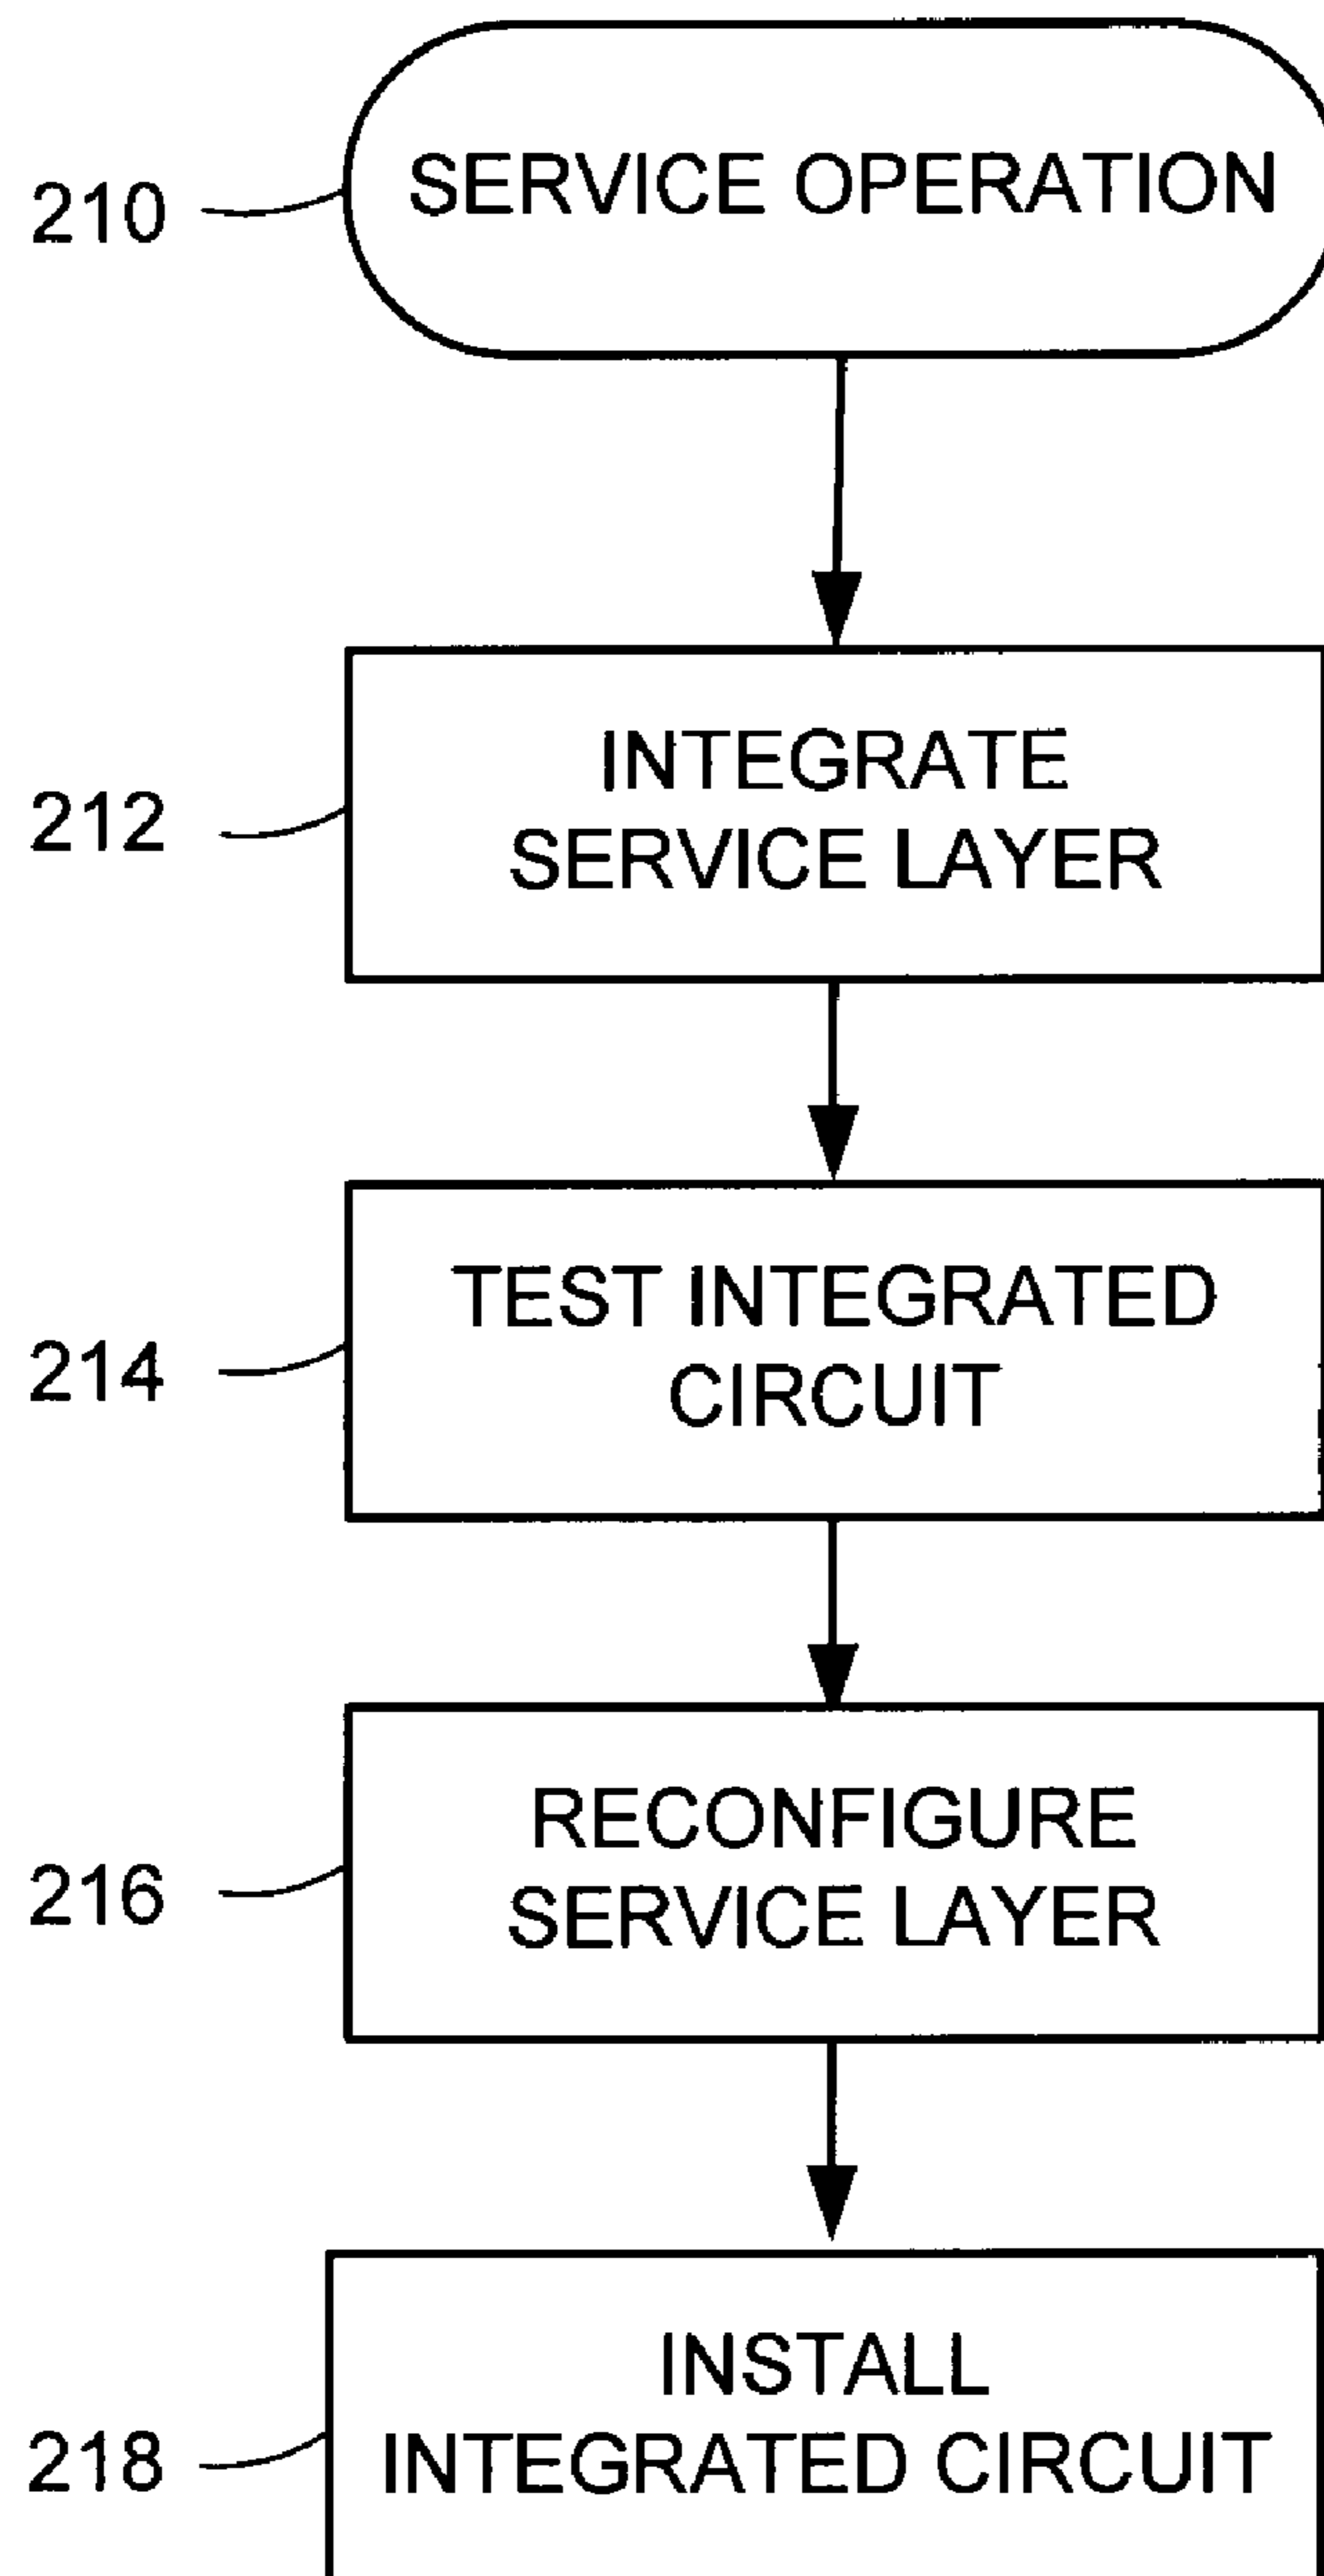 210
SERVICE OPERATION
212
INTEGRATE
SERVICE LAYER
214
TEST INTEGRATED
CIRCUIT
216
RECONFIGURE
SERVICE LAYER
218
INSTALL
INTEGRATED CIRCUIT